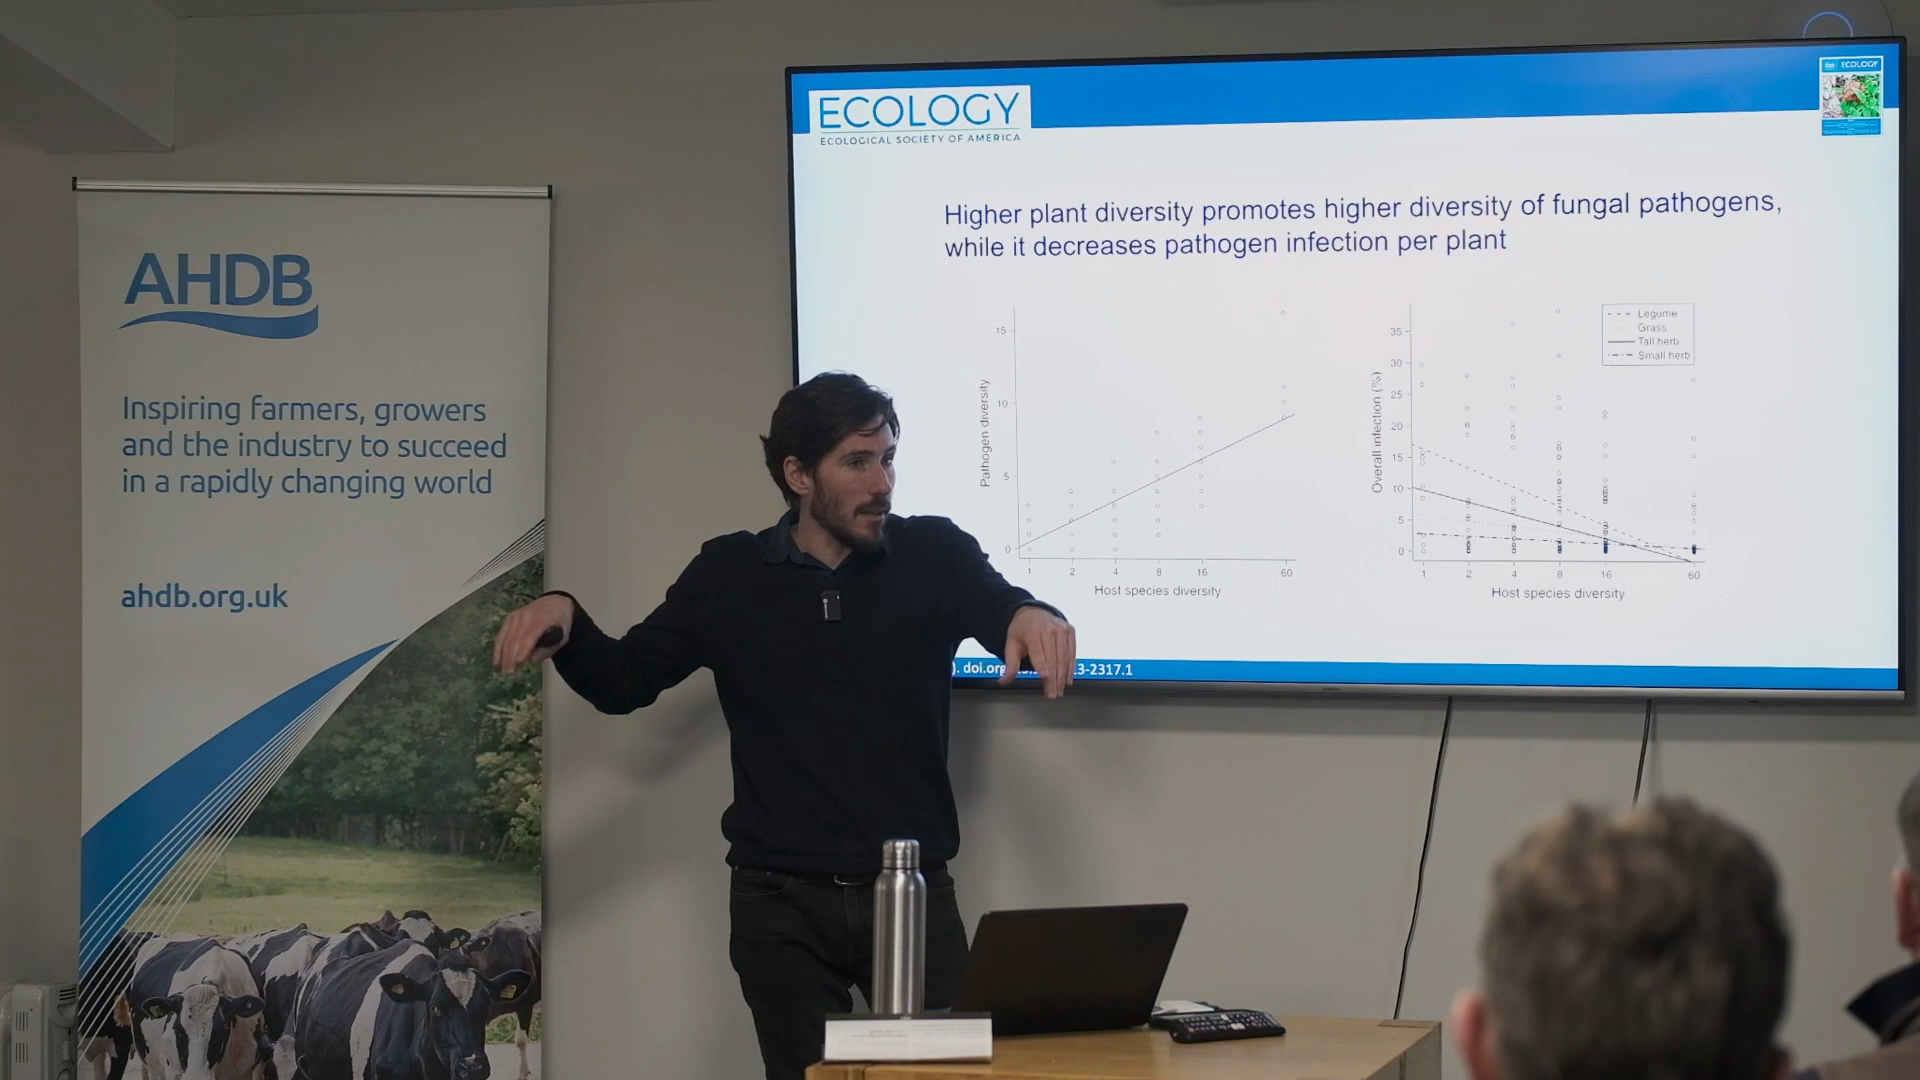 AHDB
Inspiring farmers, growers
and the industry to succeed
in a rapidly changing world
ahdb.org.uk
ECOLOGY
ECOLOGICAL SOCIETY OF AMERICA
ECOLOGY
Higher plant diversity promotes higher diversity of fungal pathogens,
while it decreases pathogen infection per plant
Pathogen diversity
15
10
5
0
1 2 4 8 16 60
Host species diversity
Overall infection (%)
35
30
25
20
15
10
5
0
1 2 4 8 16 60
Host species diversity
Legume
Grass
Tall herb
Small herb
). doi.org 3-2317.1